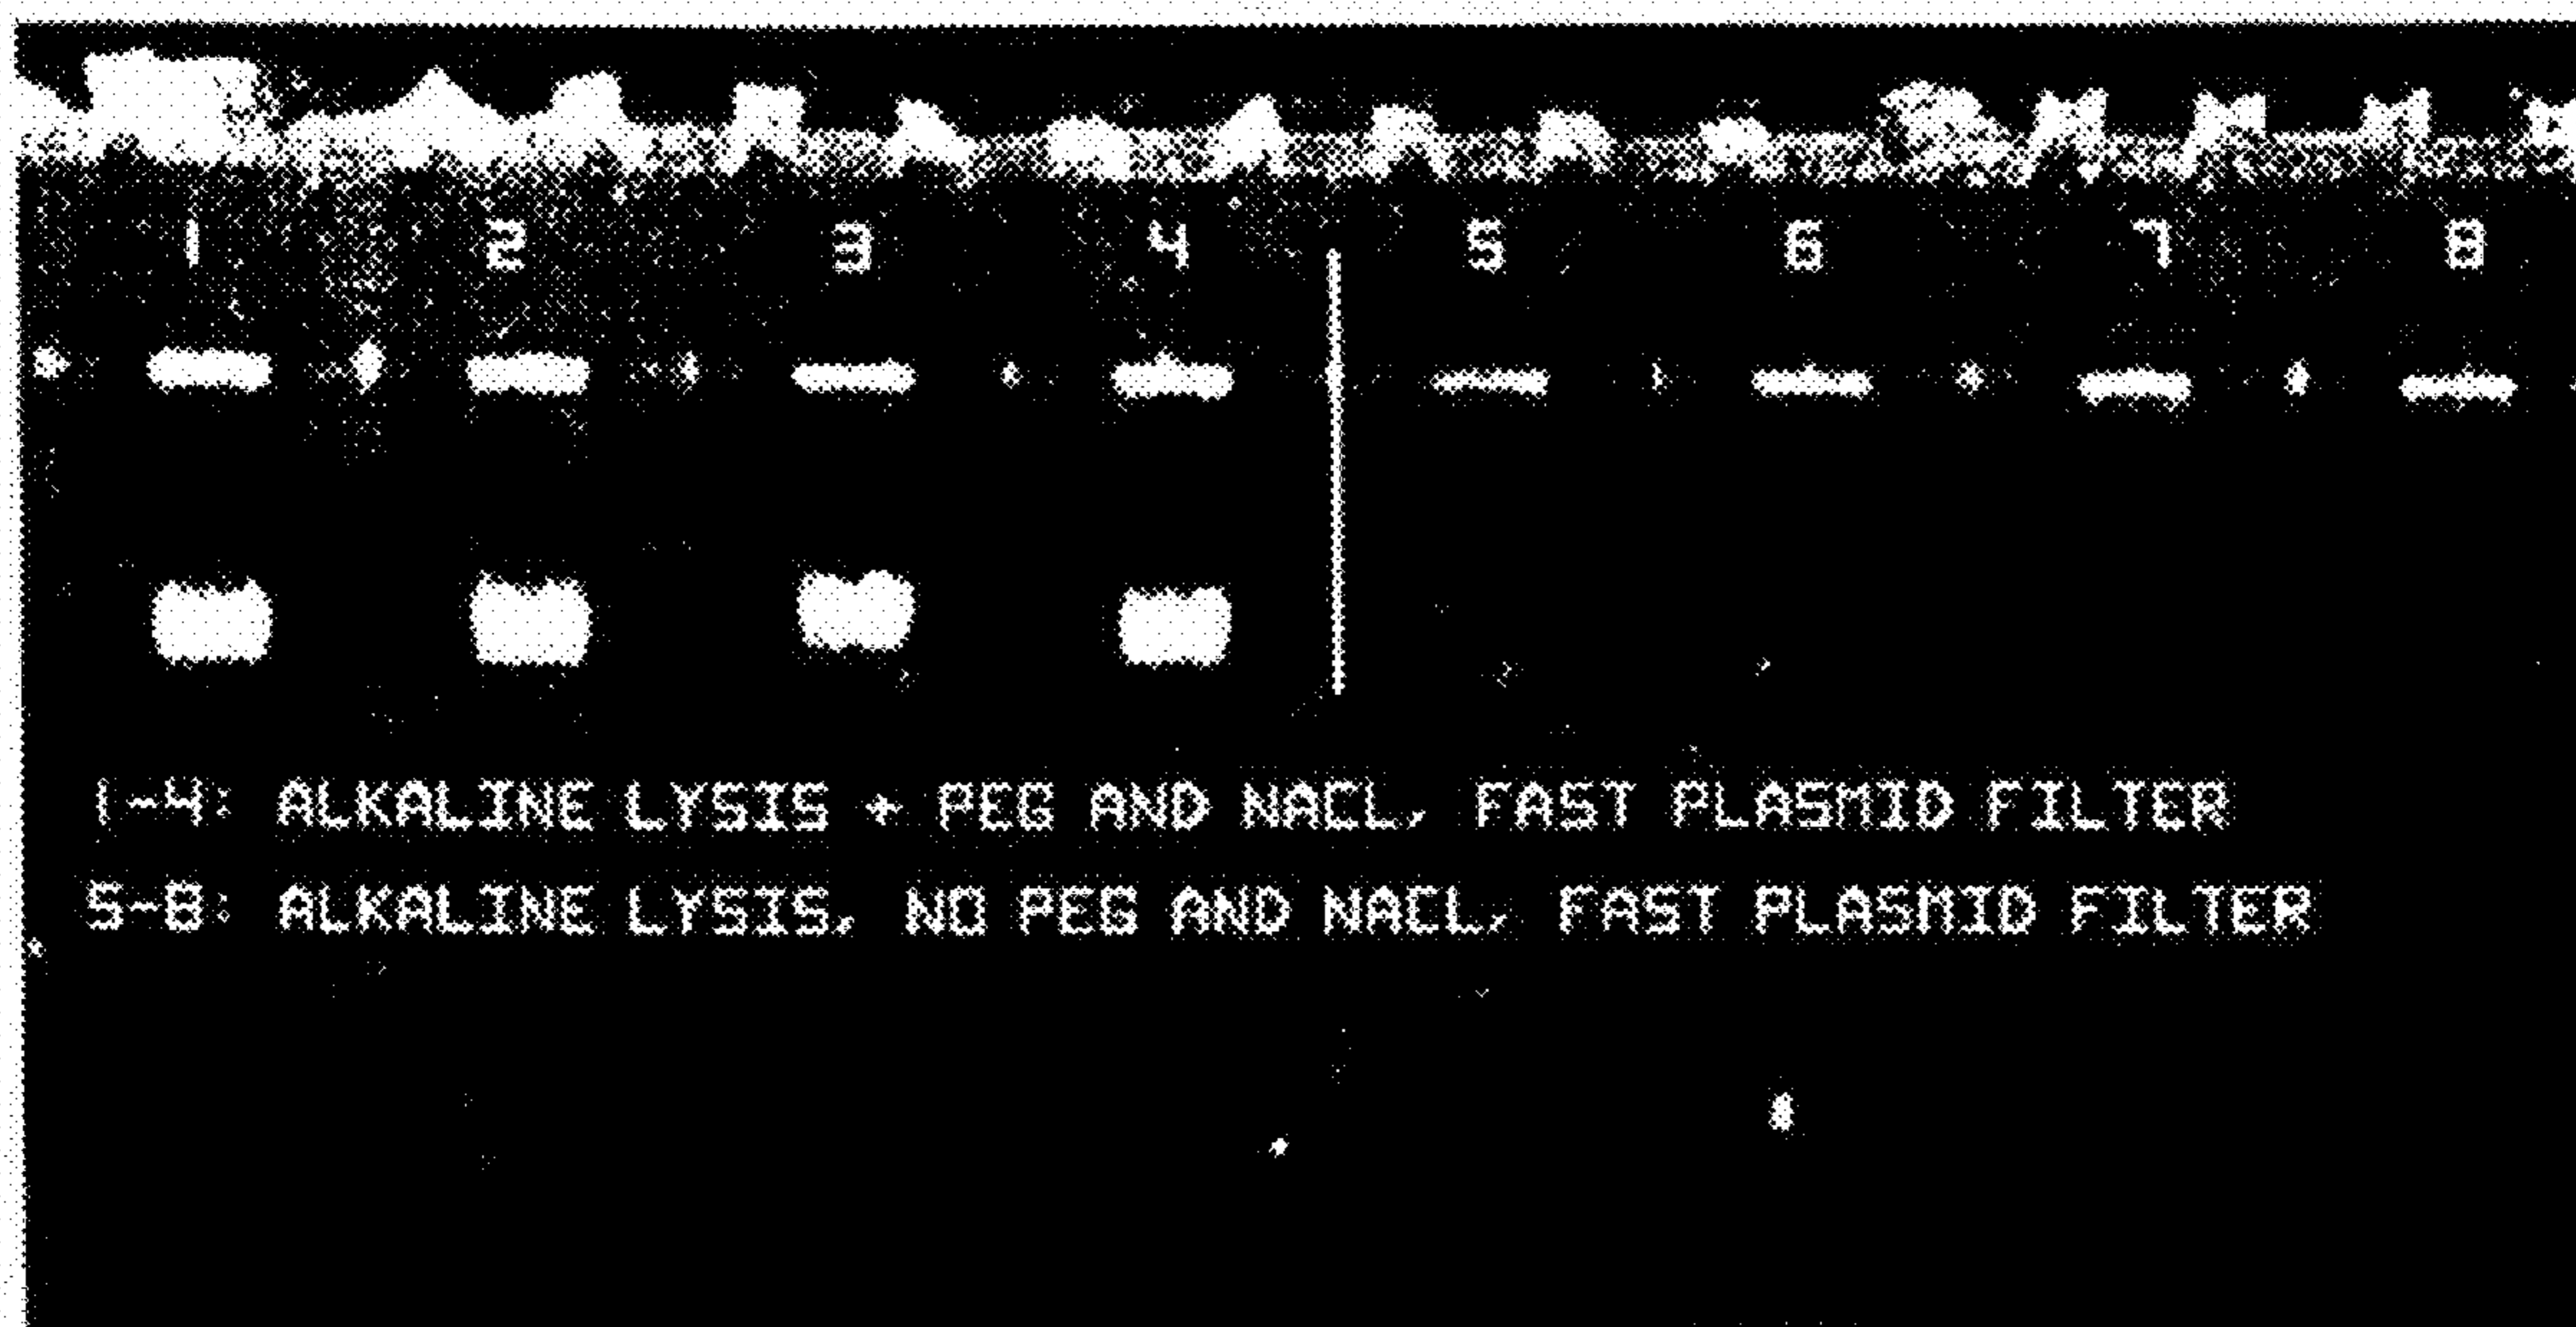 1 2 3 4 5 6 7 8
1-4: ALKALINE LYSIS + PEG AND NACL, FAST PLASMID FILTER
5-8: ALKALINE LYSIS, NO PEG AND NACL, FAST PLASMID FILTER